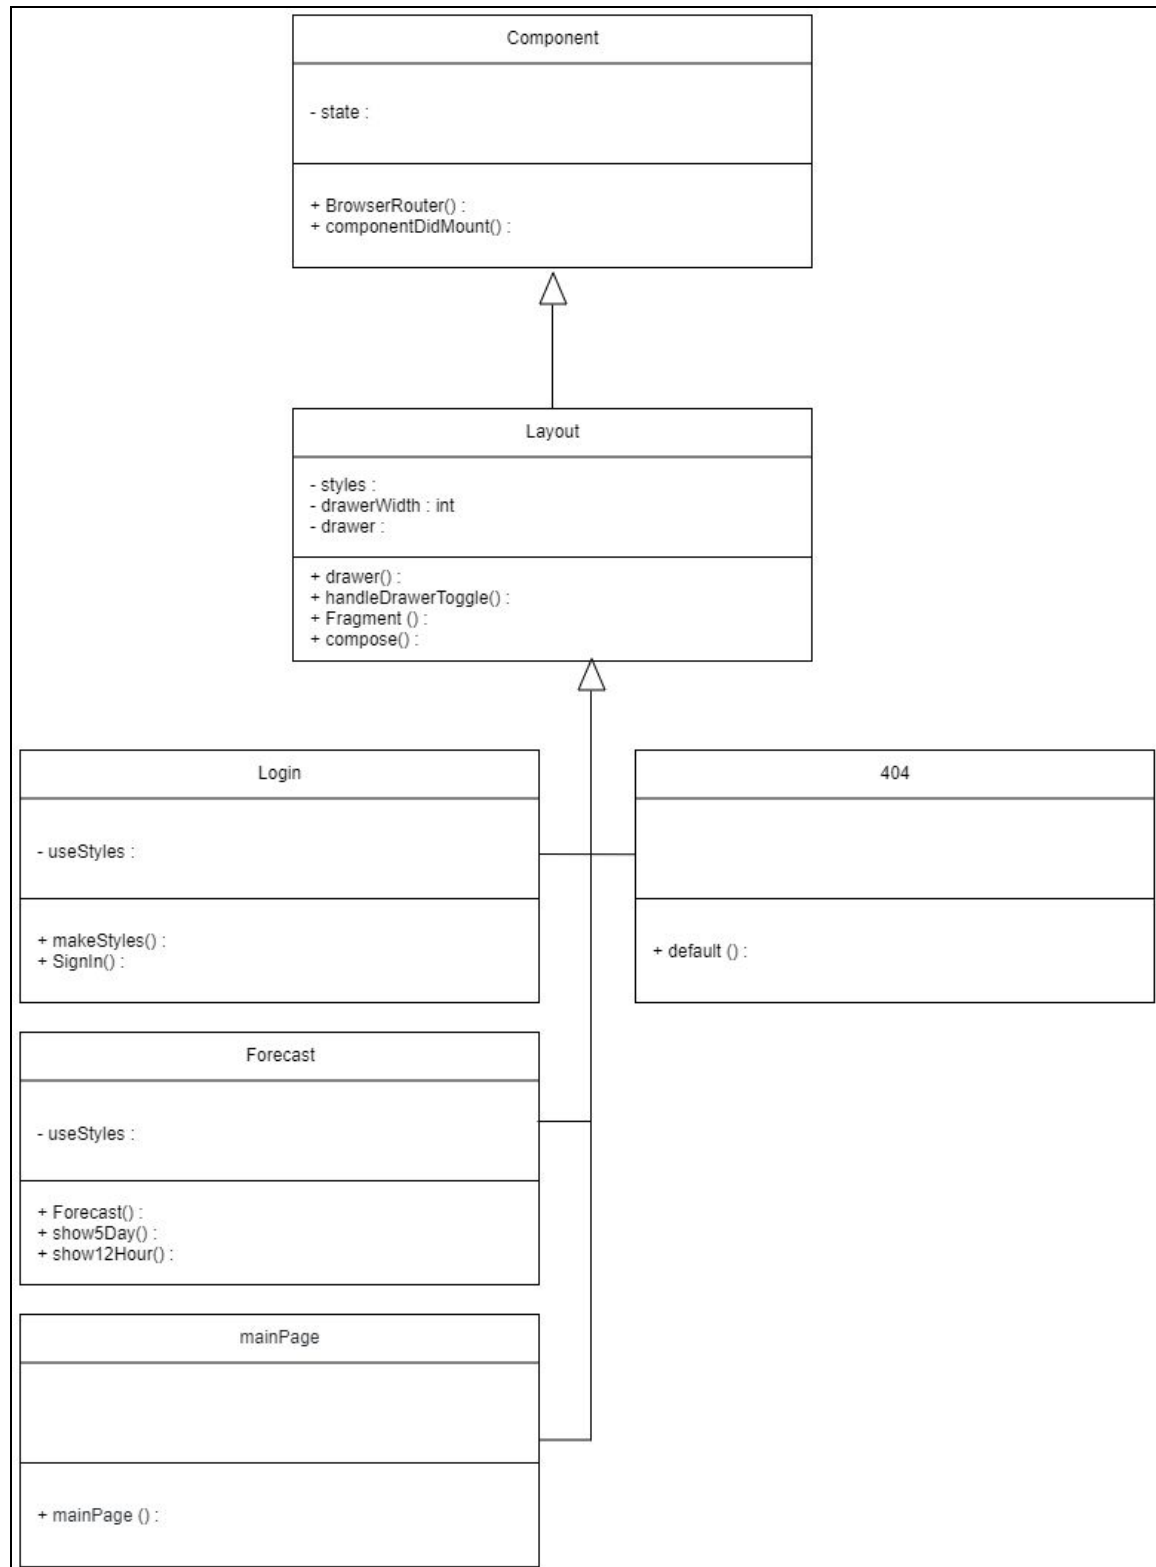 Component
- state :
+ BrowserRouter() :
+ componentDidMount() :
Layout
- styles :
- drawerWidth : int
- drawer :
+ drawer() :
+ handleDrawerToggle() :
+ Fragment () :
+ compose() :
Login
- useStyles :
+ makeStyles() :
+ SignIn() :
404
+ default () :
Forecast
- useStyles :
+ Forecast() :
+ show5Day() :
+ show12Hour() :
mainPage
+ mainPage () :